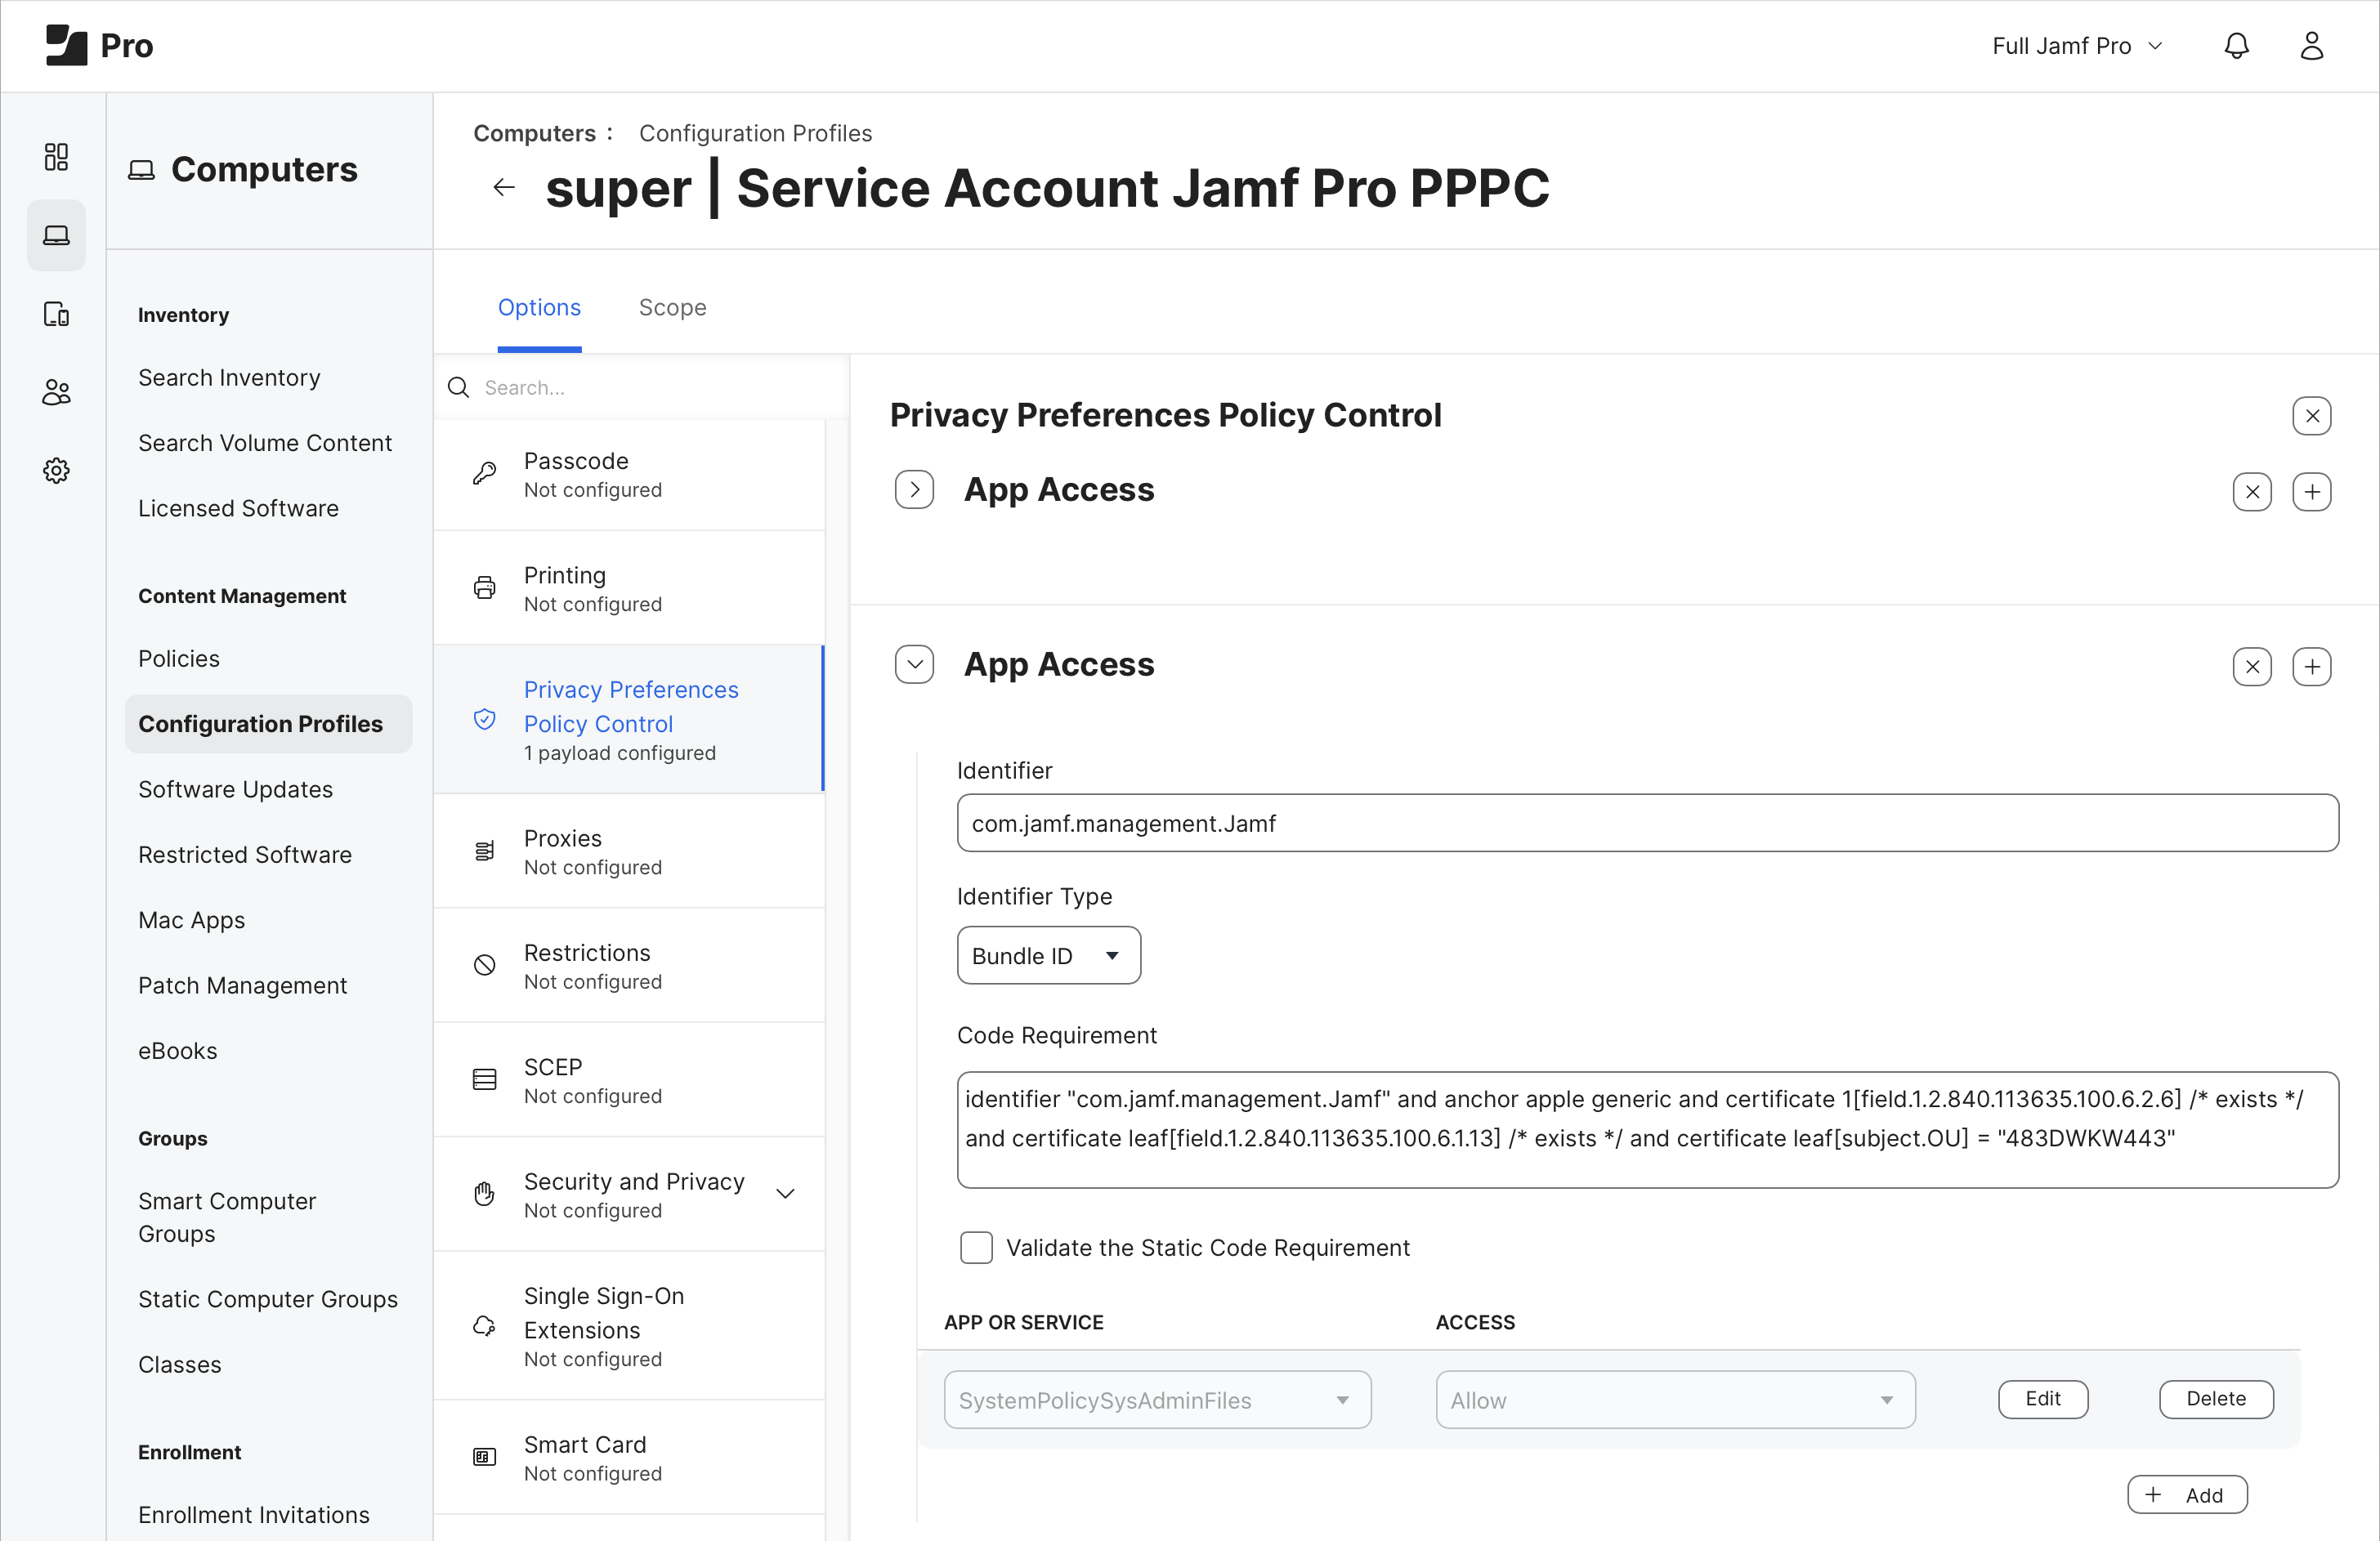 Pro
Full Jamf Pro
Computers
Inventory
Search Inventory
Search Volume Content
Licensed Software
Content Management
Policies
Configuration Profiles
Software Updates
Restricted Software
Mac Apps
Patch Management
eBooks
Groups
Smart Computer
Groups
Static Computer Groups
Classes
Enrollment
Enrollment Invitations
Computers : Configuration Profiles
super | Service Account Jamf Pro PPPC
Options Scope
Search...
Passcode
Not configured
Printing
Not configured
Privacy Preferences
Policy Control
1 payload configured
Proxies
Not configured
Restrictions
Not configured
SCEP
Not configured
Security and Privacy
Not configured
Single Sign-On
Extensions
Not configured
Smart Card
Not configured
Privacy Preferences Policy Control
App Access
App Access
Identifier
com.jamf.management.Jamf
Identifier Type
Bundle ID
Code Requirement
identifier "com.jamf.management.Jamf" and anchor apple generic and certificate 1[field.1.2.840.113635.100.6.2.6] /* exists */
and certificate leaf[field.1.2.840.113635.100.6.1.13] /* exists */ and certificate leaf[subject.OU] = "483DWKW443"
Validate the Static Code Requirement
APP OR SERVICE ACCESS
SystemPolicySysAdminFiles Allow Edit Delete
+ Add